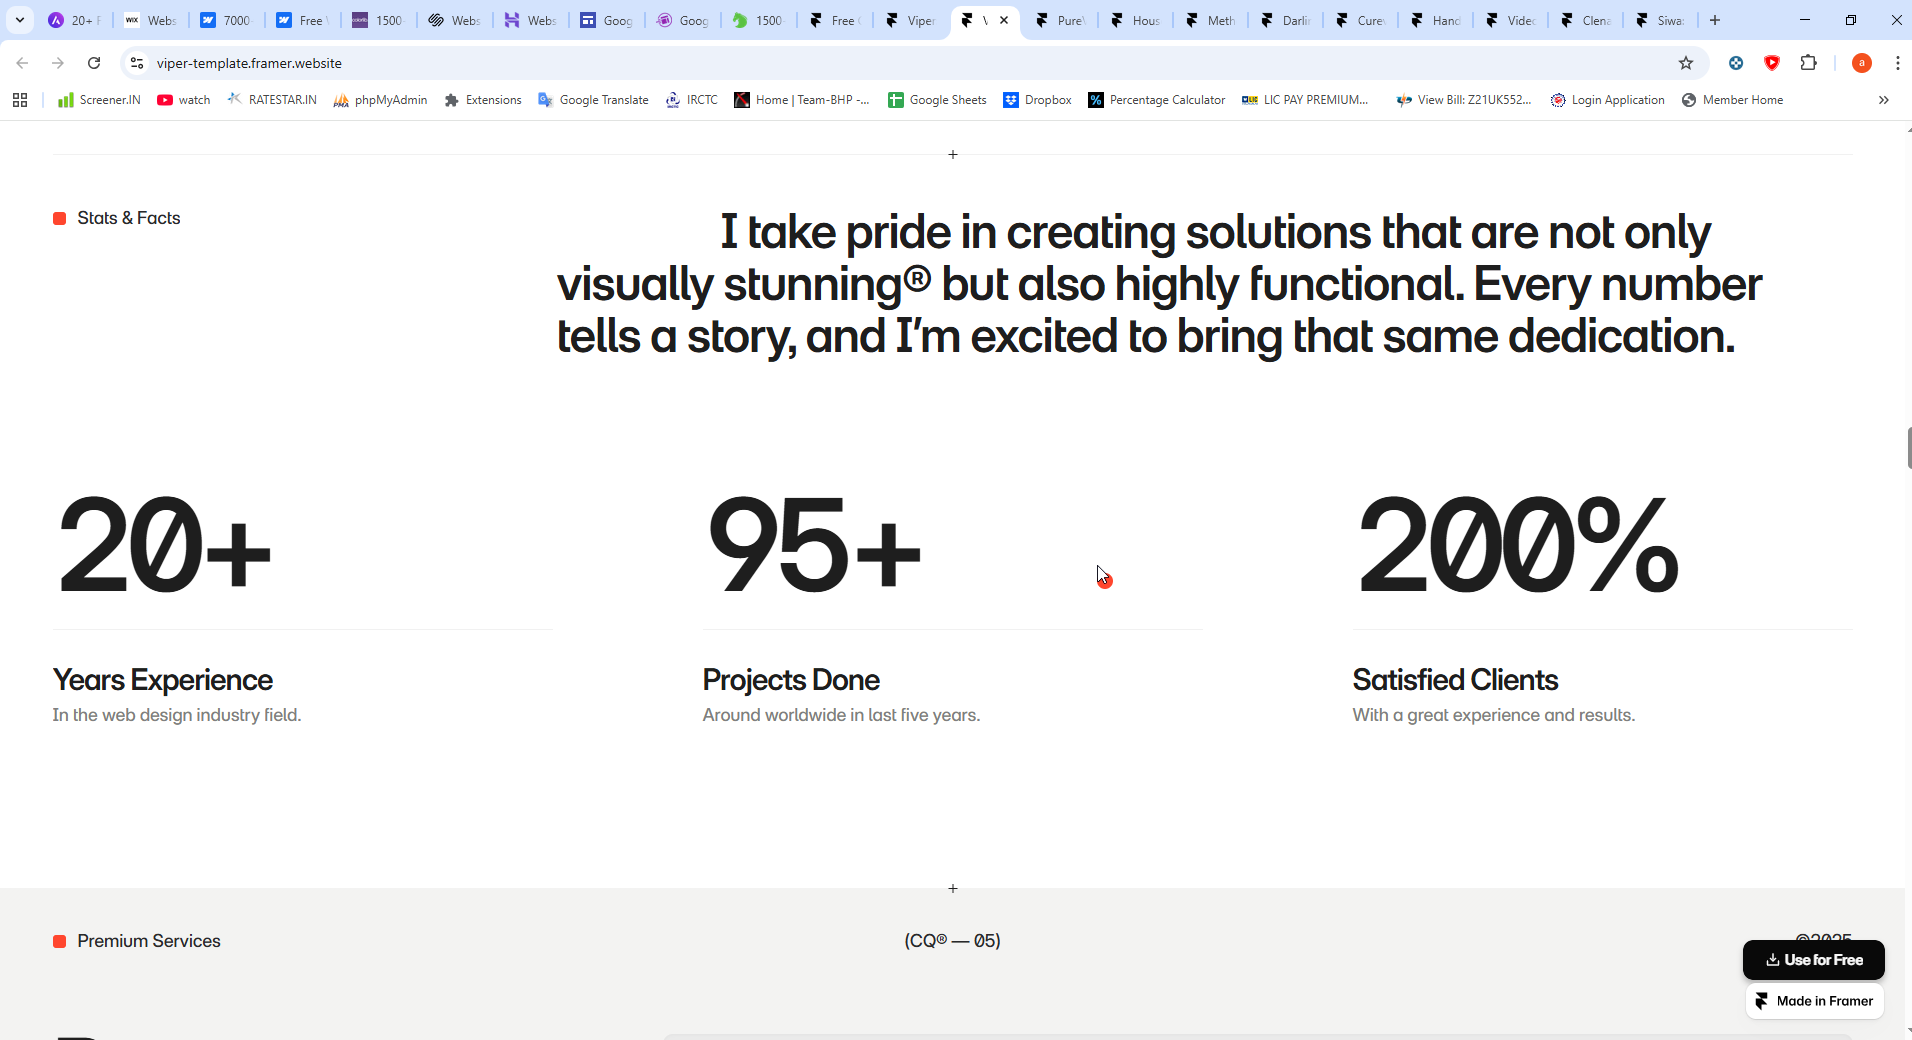 20+ F
WIX Webs
7000-
Free \
colorlib 1500-
Webs
Webs
Goog
Goog
1500-
Free (
Viper
V
Pure\
Hous
Meth
Darlir
Curev
Hand
Video
Clena
Siwa:
viper-template.framer.website
a
Screener.IN
watch
RATESTAR.IN
phpMyAdmin
Extensions
Google Translate
IRCTC
Home | Team-BHP -...
Google Sheets
Dropbox
Percentage Calculator
LIC PAY PREMIUM...
View Bill: Z21UK552...
Login Application
Member Home
Stats & Facts
I take pride in creating solutions that are not only
visually stunning® but also highly functional. Every number
tells a story, and I’m excited to bring that same dedication.
20+
95+
200%
Years Experience
In the web design industry field.
Projects Done
Around worldwide in last five years.
Satisfied Clients
With a great experience and results.
Premium Services
(CQ® — 05)
©2025
Use for Free
Made in Framer